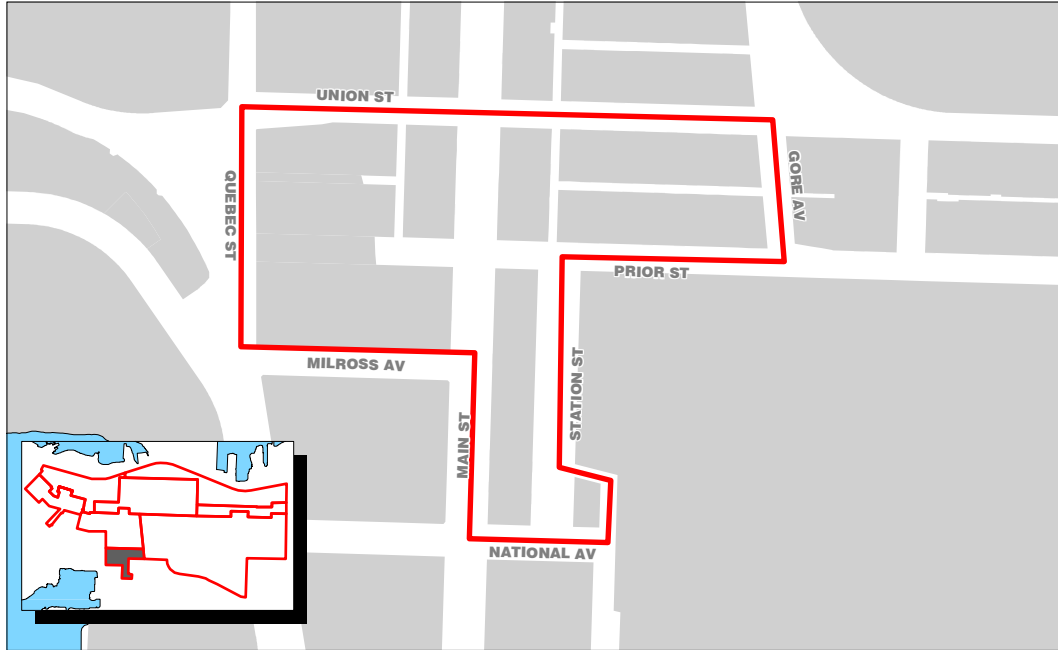 UNION ST
QUEBEC ST
GORE AV
PRIOR ST
MILROSS AV
STATION ST
MAIN ST
NATIONAL AV